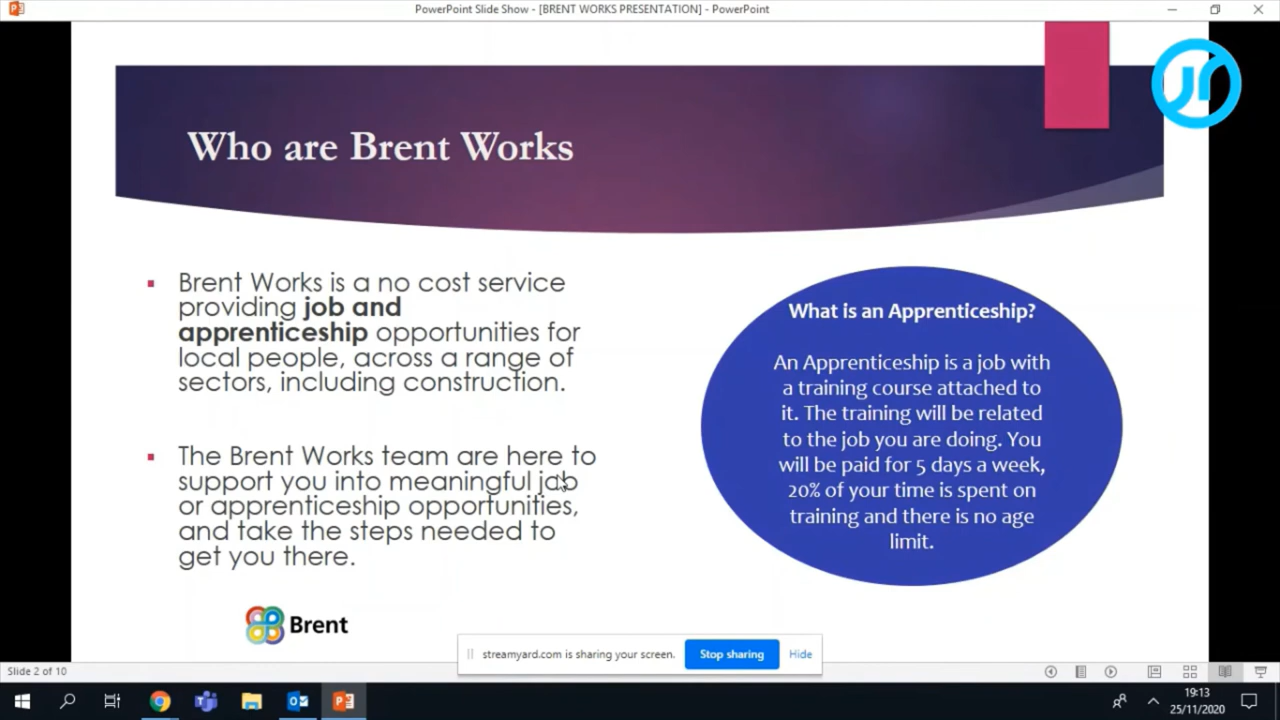 PowerPoint Slide Show - [BRENT WORKS PRESENTATION] - PowerPoint
Who are Brent Works
Brent Works is a no cost service
providing job and
apprenticeship opportunities for
local people, across a range of
sectors, including construction.
The Brent Works team are here to
support you into meaningful job
or apprenticeship opportunities,
and take the steps needed to
get you there.
What is an Apprenticeship?
An Apprenticeship is a job with
a training course attached to
it. The training will be related
to the job you are doing. You
will be paid for 5 days a week,
20% of your time is spent on
training and there is no age
limit.
Brent
streamyard.com is sharing your screen.
Stop sharing
Hide
Slide 2 of 10
19:13
25/11/2020